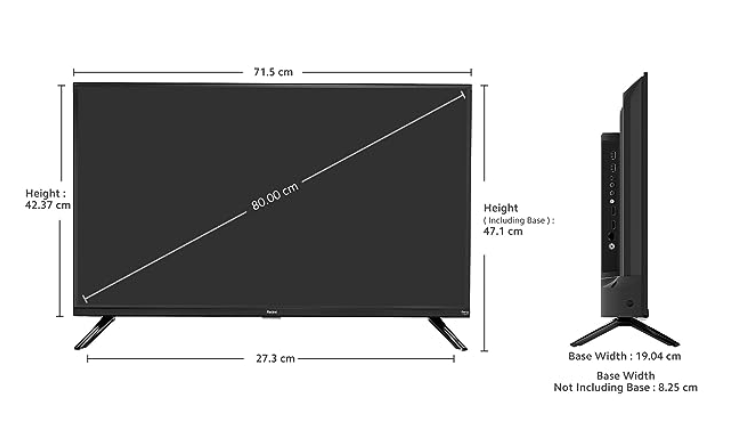 71.5 cm
80.00 cm
Height :
42.37 cm
Height
( Including Base ) :
47.1 cm
27.3 cm
Base Width : 19.04 cm
Base Width
Not Including Base : 8.25 cm